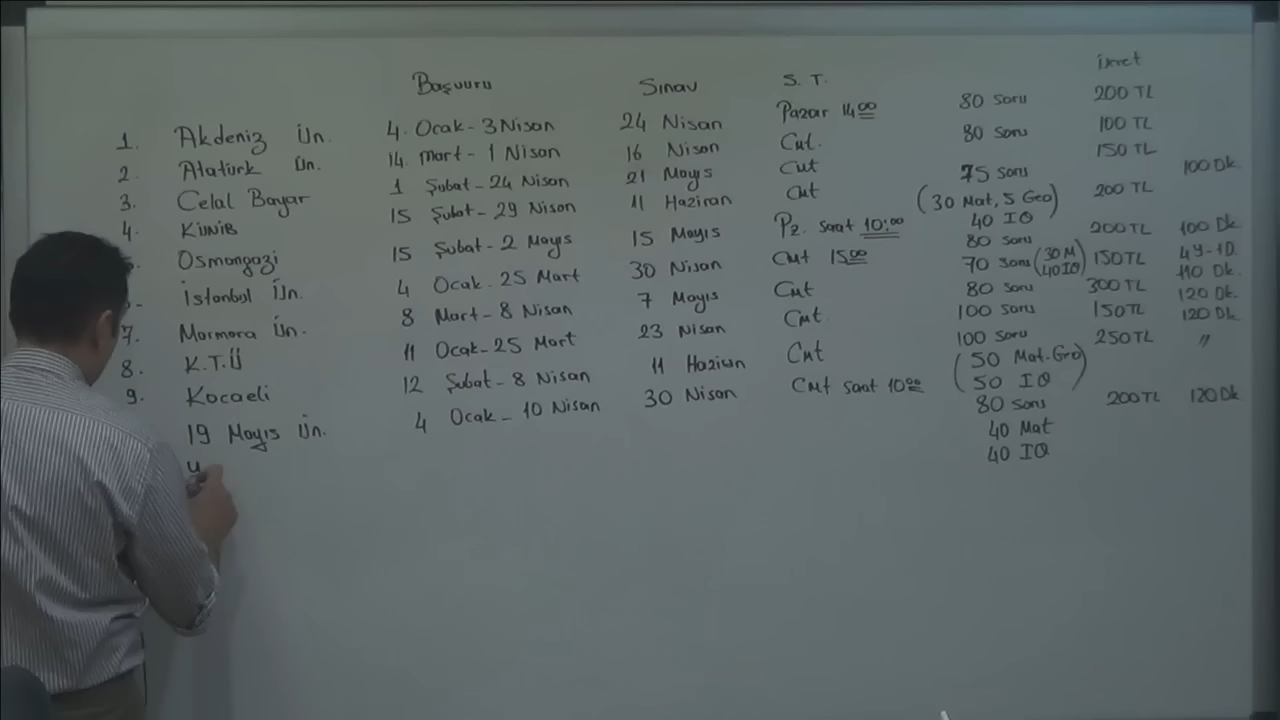 Başvuru Sınav S. T. Ücret
1. Akdeniz Ün. 4. Ocak - 3 Nisan 24 Nisan Pazar 14 00 80 Soru 200 TL
2. Atatürk Ün. 14. Mart - 1 Nisan 16 Nisan Cmt. 80 Soru 100 TL
3. Celal Bayar 1 Şubat - 24 Nisan 21 Mayıs Cmt 75 soru 150 TL 100 Dk.
(30 Mat, 5 Geo)
40 IQ
4. KÜNİB 15 Şubat - 29 Nisan 11 Haziran Cmt 80 soru 200 TL
Osmangazi 15 Şubat - 2 Mayıs 15 Mayıs Pz. saat 10:00 70 soru (30 M 40 IQ) 200 TL 100 Dk
İstanbul Ün. 4 Ocak - 25 Mart 30 Nisan Cmt 15 00 80 soru 150 TL
110 Dk.
7. Marmara Ün. 8 Mart - 8 Nisan 7 Mayıs Cmt 100 soru 300 TL 120 Dk.
8. K.T.Ü 11 Ocak - 25 Mart 23 Nisan Cmt. 100 soru 150 TL 120 Dk
9. Kocaeli 12 Şubat - 8 Nisan 11 Haziran Cmt (50 Mat-Geo 50 IQ) 250 TL "
19 Mayıs Ün. 4 Ocak - 10 Nisan 30 Nisan Cmt saat 10 00 80 soru 200 TL 120 Dk
40 Mat
40 IQ